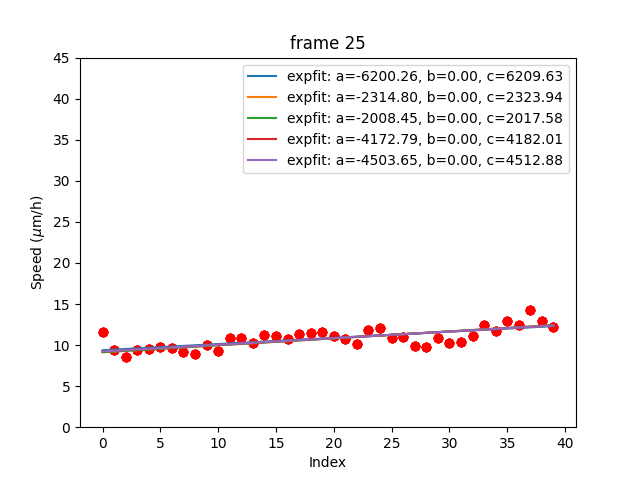 frame 25
45
40
35
30
25
20
15
10
5
0
Speed (μm/h)
expfit: a=-6200.26, b=0.00, c=6209.63
expfit: a=-2314.80, b=0.00, c=2323.94
expfit: a=-2008.45, b=0.00, c=2017.58
expfit: a=-4172.79, b=0.00, c=4182.01
expfit: a=-4503.65, b=0.00, c=4512.88
0 5 10 15 20 25 30 35 40
Index